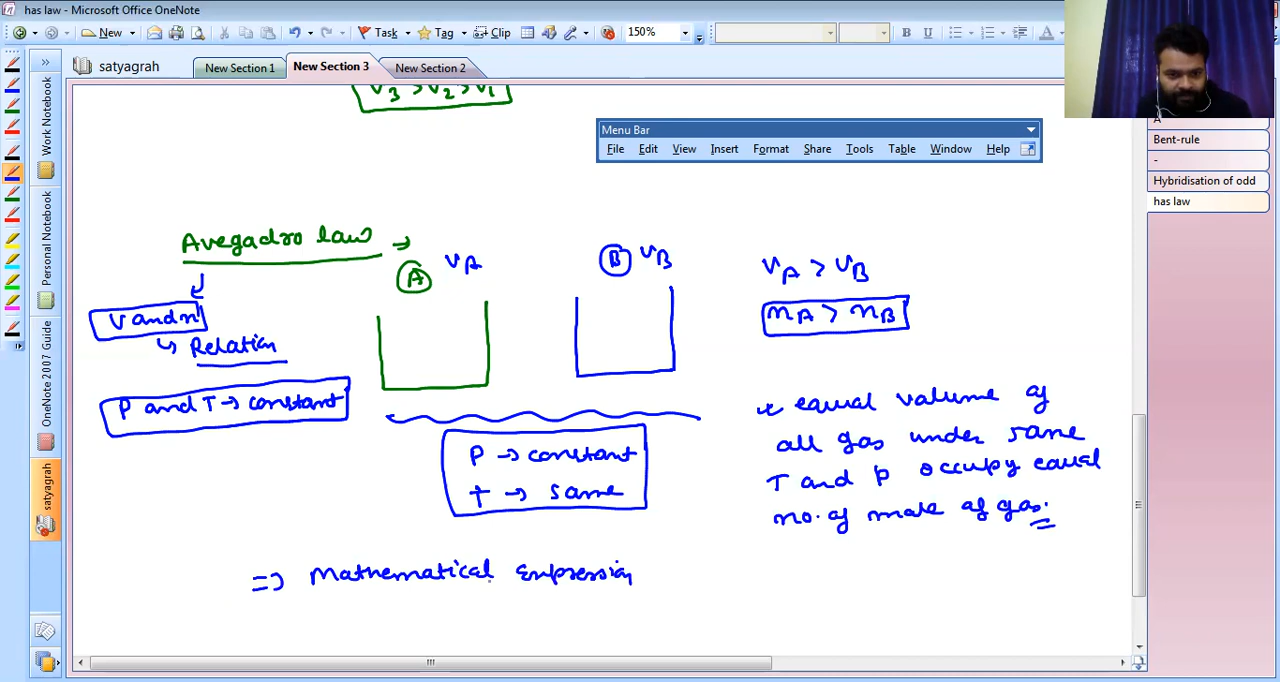 has law - Microsoft Office OneNote
New
Task
Tag
Clip
150%
B U
A
satyagrah
New Section 1
New Section 3
New Section 2
Work Notebook
Personal Notebook
OneNote 2007 Guide
satyagrah
A
Bent-rule
-
Hybridisation of odd
has law
Menu Bar
File Edit View Insert Format Share Tools Table Window Help
V3 > V2 > V1
Avegadro law →
V and n
Relation
P and T → constant
A VA
B VB
VA > VB
nA > nB
P → constant
t → same
equal volume of
all gas under same
T and P occupy equal
no. of mole of gas.
=> Mathematical Expression